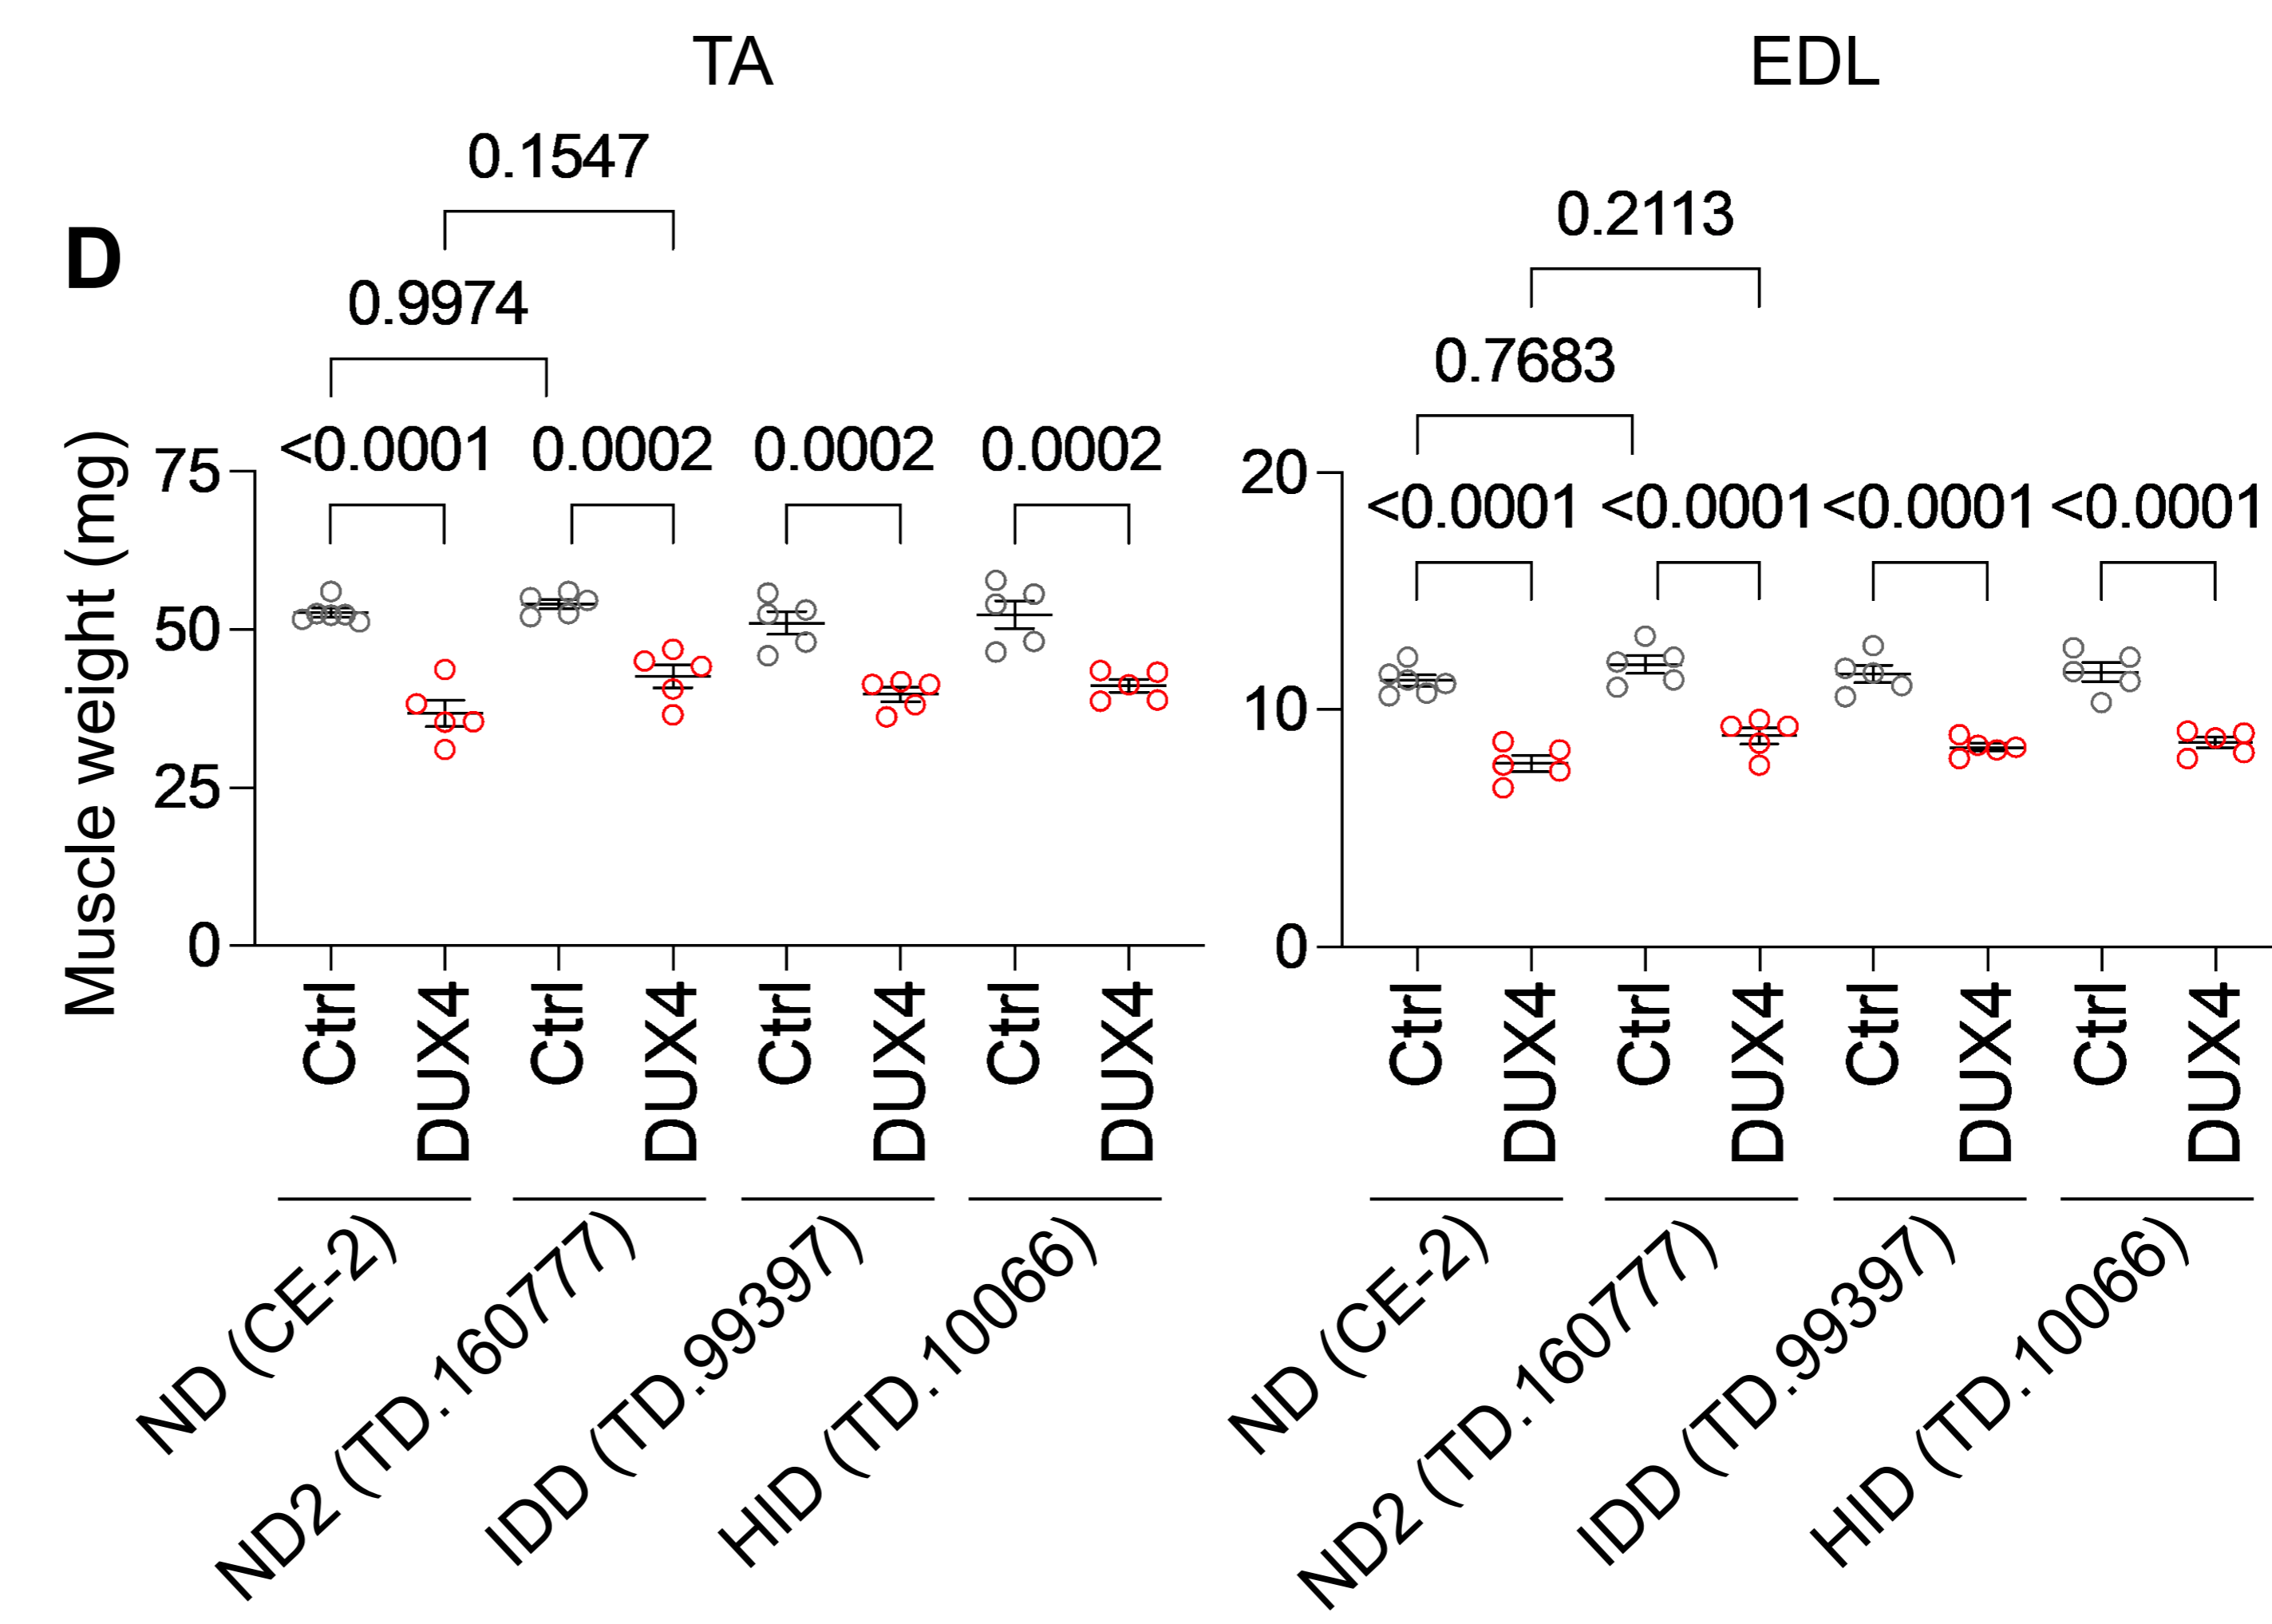 D
TA
0.1547
0.9974
<0.0001 0.0002 0.0002 0.0002
Muscle weight (mg)
75
50
25
0
Ctrl
DUX4
Ctrl
DUX4
Ctrl
DUX4
Ctrl
DUX4
ND (CE-2)
ND2 (TD.160777)
IDD (TD.99397)
HID (TD.10066)
EDL
0.2113
0.7683
<0.0001 <0.0001 <0.0001 <0.0001
20
10
0
Ctrl
DUX4
Ctrl
DUX4
Ctrl
DUX4
Ctrl
DUX4
ND (CE-2)
ND2 (TD.160777)
IDD (TD.99397)
HID (TD.10066)